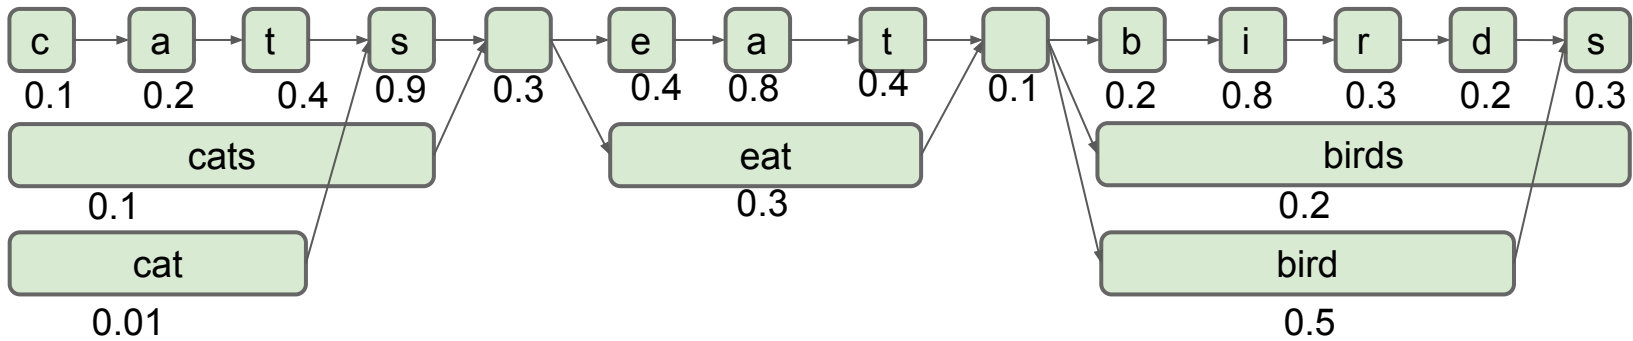 c a t s e a t b i r d s
0.1 0.2 0.4 0.9 0.3 0.4 0.8 0.4 0.1 0.2 0.8 0.3 0.2 0.3
cats eat birds
0.1 0.3 0.2
cat bird
0.01 0.5